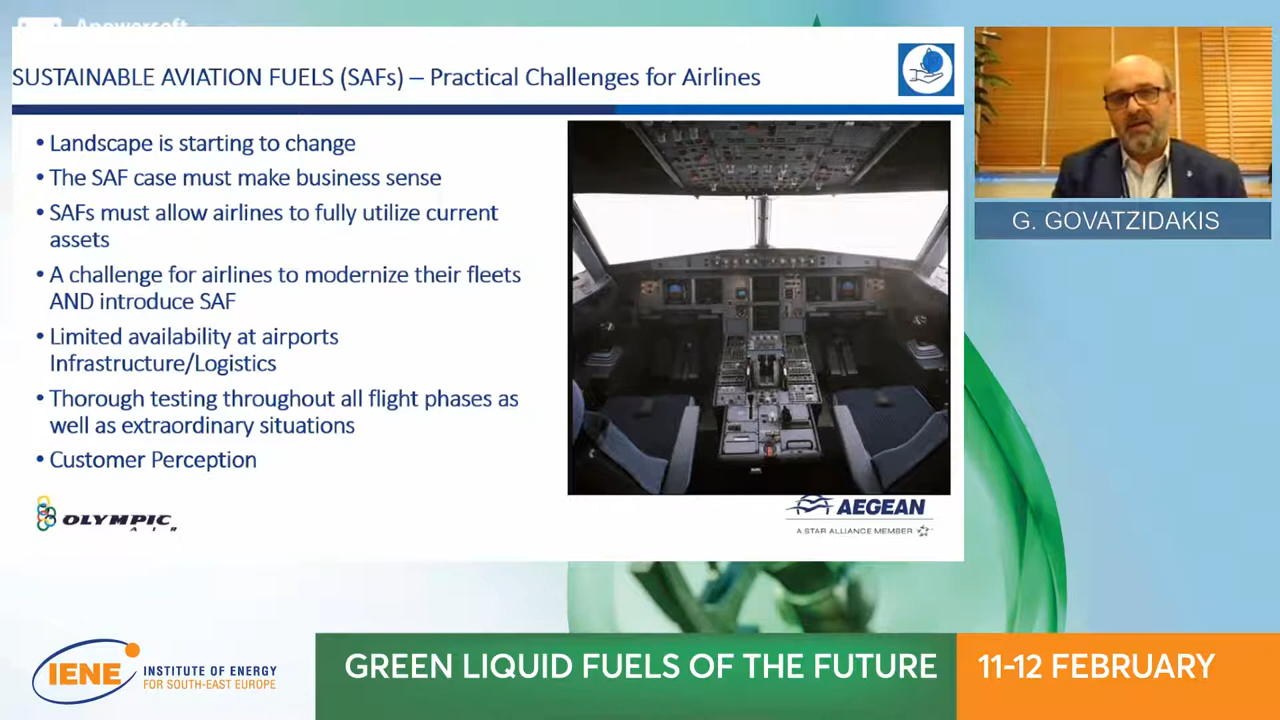 Apowersoft
SUSTAINABLE AVIATION FUELS (SAFs) – Practical Challenges for Airlines
• Landscape is starting to change
• The SAF case must make business sense
• SAFs must allow airlines to fully utilize current
assets
• A challenge for airlines to modernize their fleets
AND introduce SAF
• Limited availability at airports
Infrastructure/Logistics
• Thorough testing throughout all flight phases as
well as extraordinary situations
• Customer Perception
OLYMPIC
AIR
AEGEAN
A STAR ALLIANCE MEMBER
G. GOVATZIDAKIS
IENE
INSTITUTE OF ENERGY
FOR SOUTH-EAST EUROPE
GREEN LIQUID FUELS OF THE FUTURE
11-12 FEBRUARY